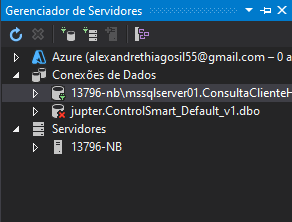 Gerenciador de Servidores
Azure (alexandrethiagosil55@gmail.com – 0 a
Conexões de Dados
13796-nb\mssqlserver01.ConsultaClienteH
jupter.ControlSmart_Default_v1.dbo
Servidores
13796-NB